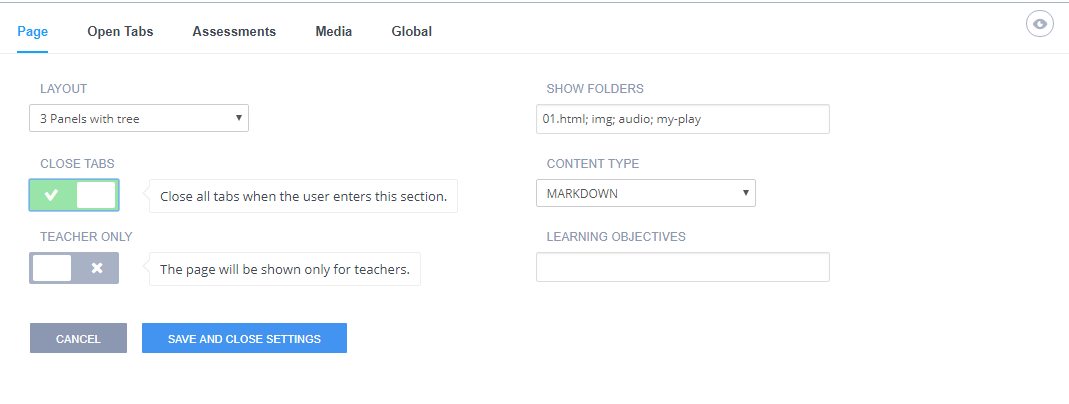 Page Open Tabs Assessments Media Global
LAYOUT
3 Panels with tree
SHOW FOLDERS
01.html; img; audio; my-play
CLOSE TABS
Close all tabs when the user enters this section.
CONTENT TYPE
MARKDOWN
TEACHER ONLY
The page will be shown only for teachers.
LEARNING OBJECTIVES
CANCEL
SAVE AND CLOSE SETTINGS